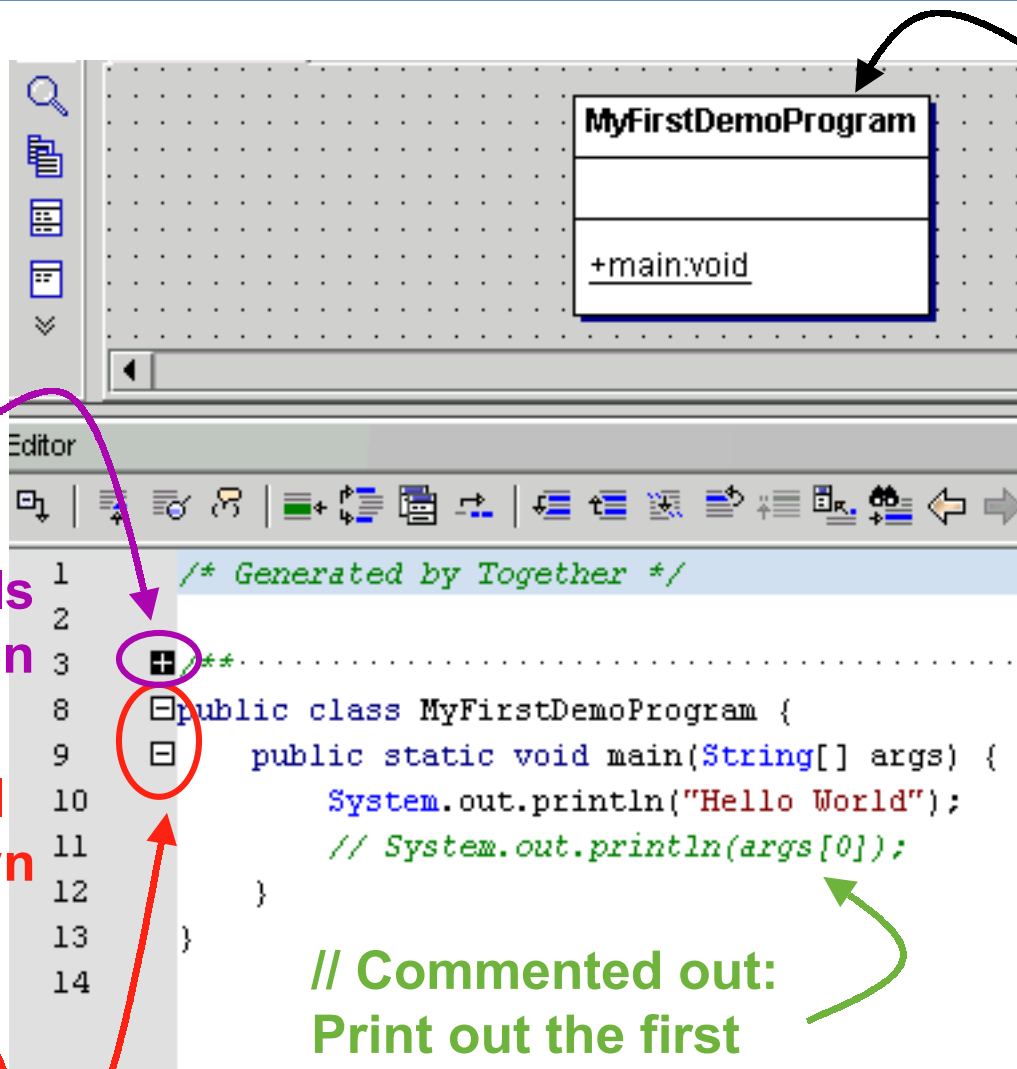 MyFirstDemoProgram
+main:void
Editor
1 /* Generated by Together */
2
3 /**
8 public class MyFirstDemoProgram {
9 public static void main(String[] args) {
10 System.out.println("Hello World");
11 // System.out.println(args[0]);
12 }
13 }
14
// Commented out:
Print out the first